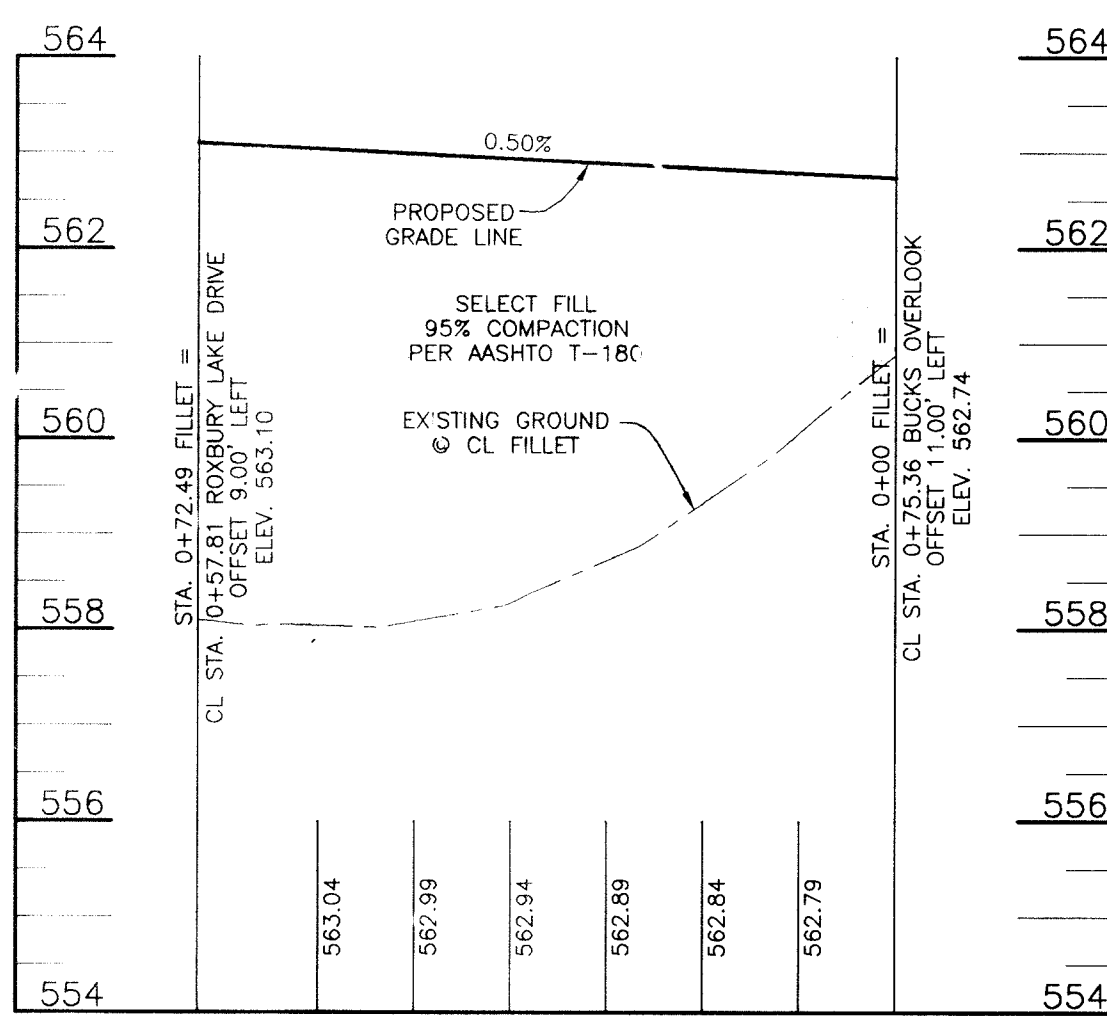 564
562
560
558
556
554
STA. 0+72.49 FILLET =
CL STA. 0+57.81 ROXBURY LAKE DRIVE
OFFSET 9.00' LEFT
ELEV. 563.10
0.50%
PROPOSED
GRADE LINE
SELECT FILL
95% COMPACTION
PER AASHTO T-180
EX'STING GROUND
@ CL FILLET
563.04
562.99
562.94
562.89
562.84
562.79
STA. 0+00 FILLET =
CL STA. 0+75.36 BUCKS OVERLOOK
OFFSET 11.00' LEFT
ELEV. 562.74
564
562
560
558
556
554